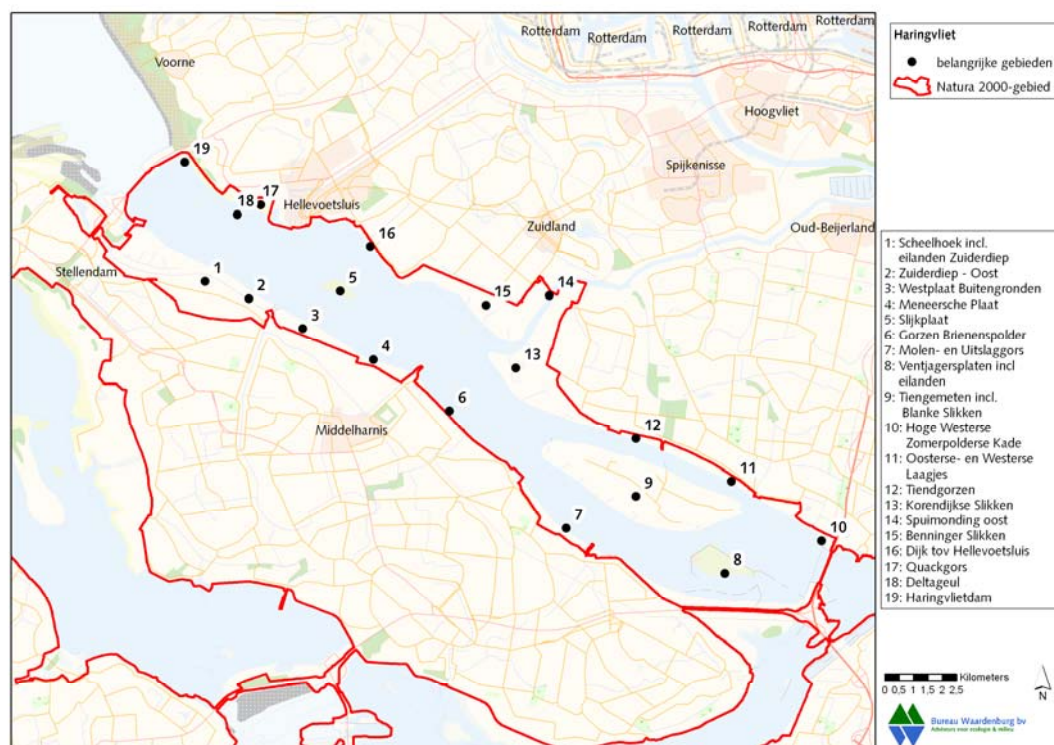 Rotterdam
Rotterdam
Rotterdam
Rotterdam
Rotterdam
Rotterdam
Voorne
Hoogvliet
Spijkenisse
19
17
18
Hellevoetsluis
Zuidland
Oud-Beijerland
16
Stellendam
1
2
5
14
15
3
4
13
6
Middelharnis
12
11
9
7
10
8
Haringvliet
belangrijke gebieden
Natura 2000-gebied
1: Scheelhoek incl.
eilanden Zuiderdiep
2: Zuiderdiep - Oost
3: Westplaat Buitengronden
4: Meneersche Plaat
5: Slijkplaat
6: Gorzen Brienenspolder
7: Molen- en Uitslaggors
8: Ventjagersplaten incl
eilanden
9: Tiengemeten incl.
Blanke Slikken
10: Hoge Westerse
Zomerpolderse Kade
11: Oosterse- en Westerse
Laagjes
12: Tiendgorzen
13: Korendijkse Slikken
14: Spuimonding oost
15: Benninger Slikken
16: Dijk tov Hellevoetsluis
17: Quackgors
18: Deltageul
19: Haringvlietdam
Kilometers
0 0,5 1 1,5 2 2,5
N
Bureau Waardenburg bv
Adviseurs voor ecologie & milieu